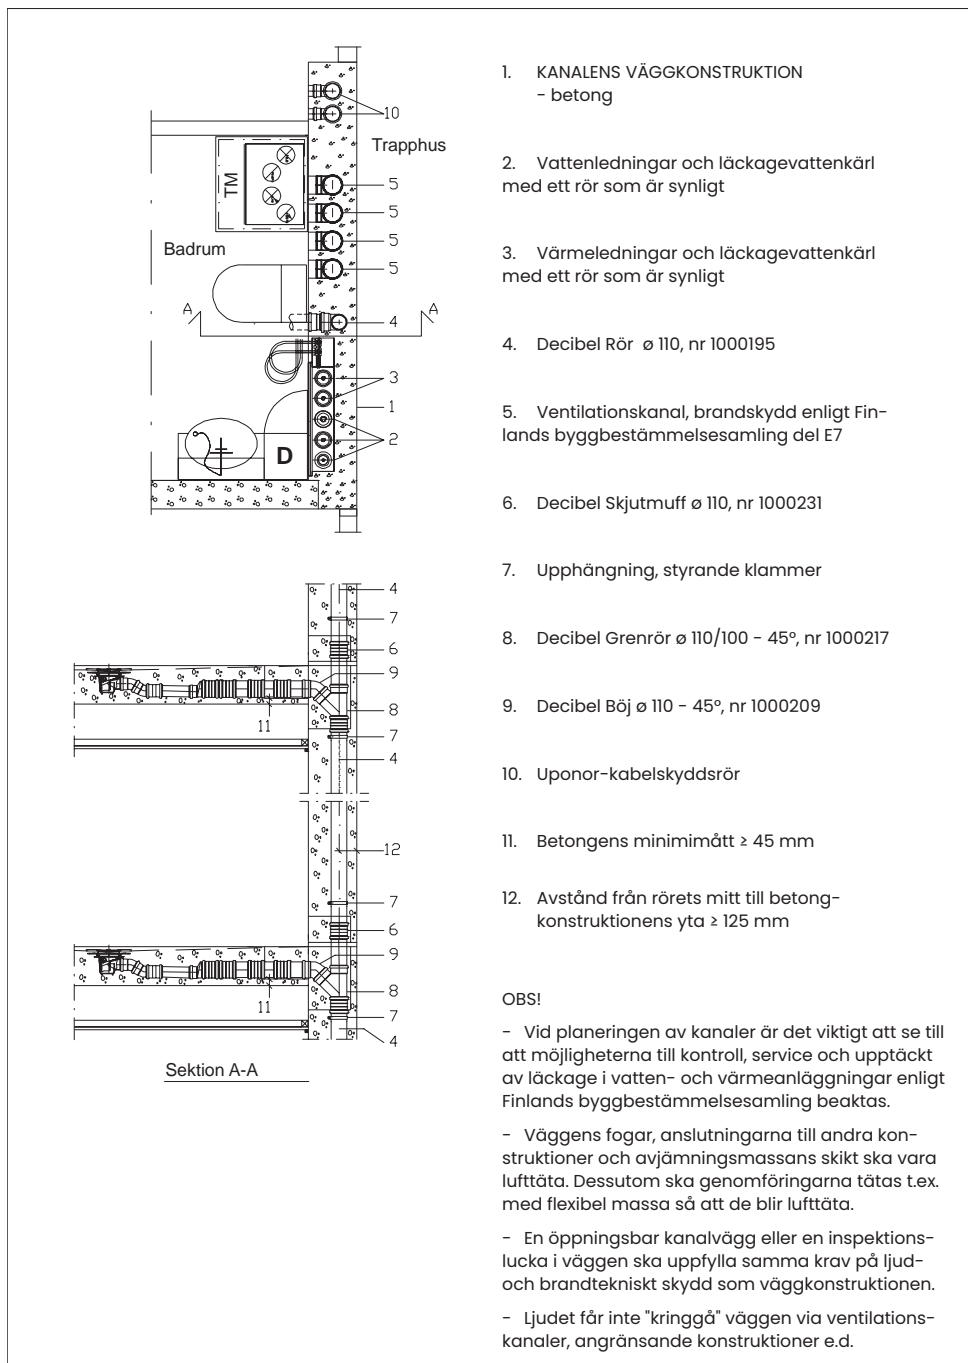 10
Trapphus
TM
5
5
5
5
Badrum
A
A
4
3
1
2
D
4
7
6
9
8
11
7
4
12
7
6
9
8
11
7
4
Sektion A-A
1. KANALENS VÄGGKONSTRUKTION
- betong
2. Vattenledningar och läckagevattenkärl
med ett rör som är synligt
3. Värmeledningar och läckagevattenkärl
med ett rör som är synligt
4. Decibel Rör ø 110, nr 1000195
5. Ventilationskanal, brandskydd enligt Fin-
lands byggbestämmelsesamling del E7
6. Decibel Skjutmuff ø 110, nr 1000231
7. Upphängning, styrande klammer
8. Decibel Grenrör ø 110/100 - 45°, nr 1000217
9. Decibel Böj ø 110 - 45°, nr 1000209
10. Uponor-kabelskyddsrör
11. Betongens minimimått ≥ 45 mm
12. Avstånd från rörets mitt till betong-
konstruktionens yta ≥ 125 mm
OBS!
- Vid planeringen av kanaler är det viktigt att se till
att möjligheterna till kontroll, service och upptäckt
av läckage i vatten- och värmeanläggningar enligt
Finlands byggbestämmelsesamling beaktas.
- Väggens fogar, anslutningarna till andra kon-
struktioner och avjämningsmassans skikt ska vara
lufttäta. Dessutom ska genomföringarna tätas t.ex.
med flexibel massa så att de blir lufttäta.
- En öppningsbar kanalvägg eller en inspektions-
lucka i väggen ska uppfylla samma krav på ljud-
och brandtekniskt skydd som väggkonstruktionen.
- Ljudet får inte "kringgå" väggen via ventilations-
kanaler, angränsande konstruktioner e.d.